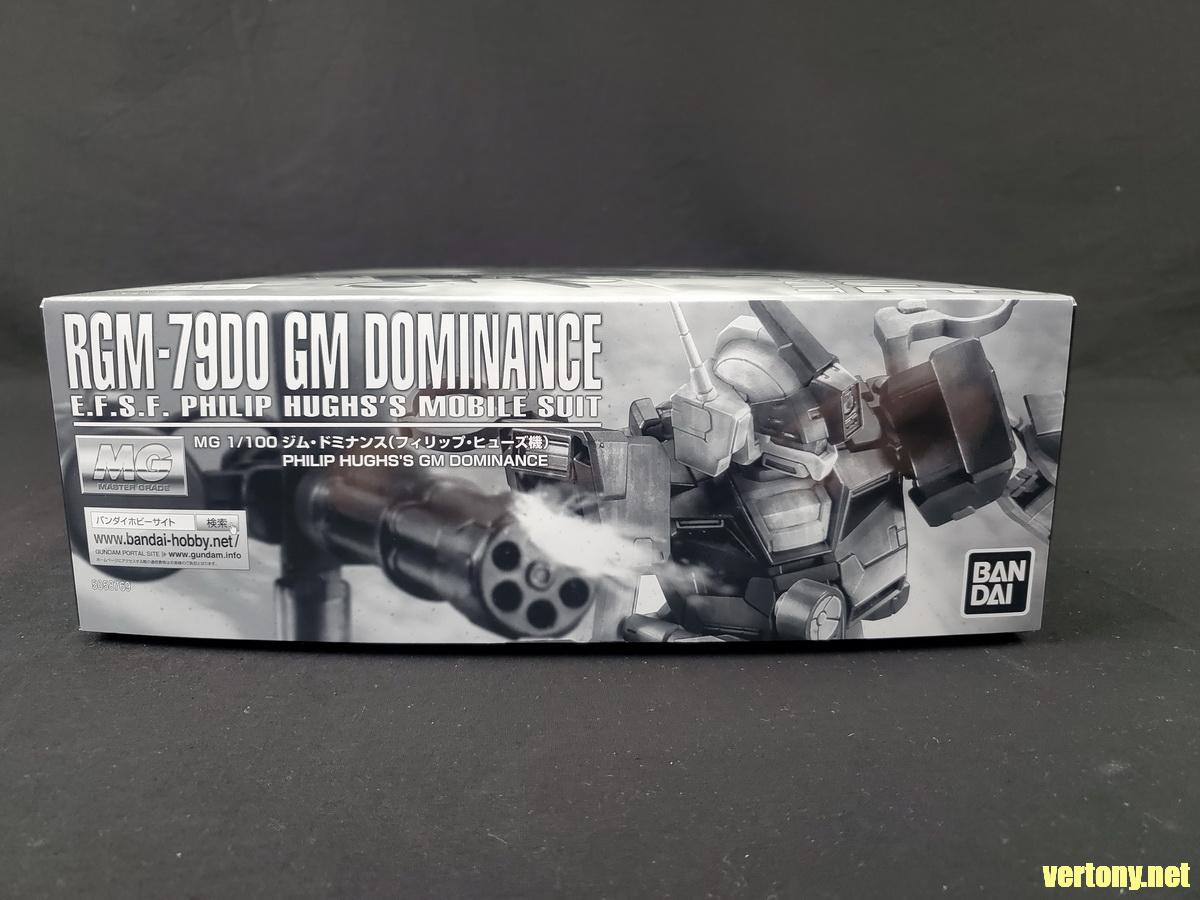 RGM-79DO GM DOMINANCE
E.F.S.F. PHILIP HUGHS'S MOBILE SUIT
MG
MASTER GRADE
MG 1/100 ジム・ドミナンス(フィリップ・ヒューズ機)
PHILIP HUGHS'S GM DOMINANCE
バンダイホビーサイト 検索
www.bandai-hobby.net/
GUNDAM PORTAL SITE www.gundam.info
BAN
DAI
vertony.net